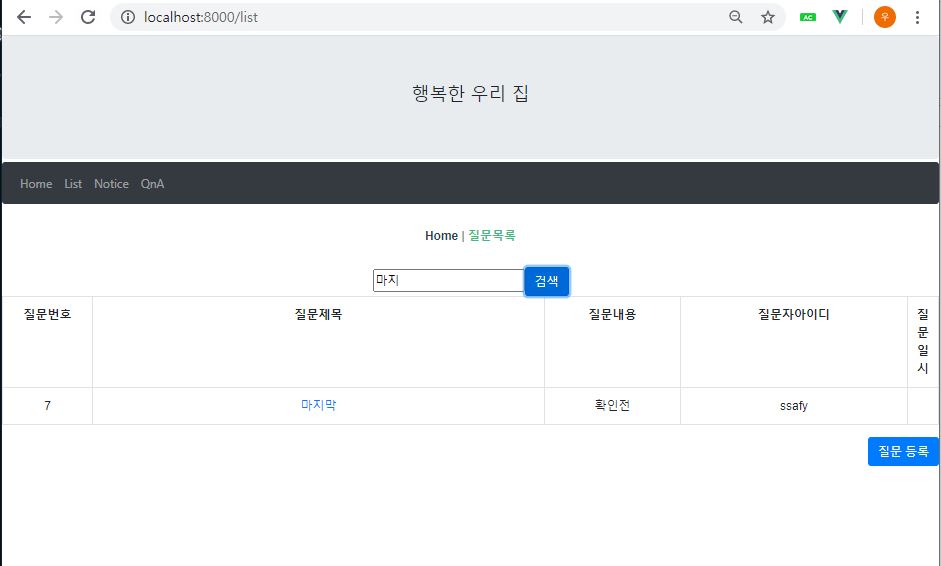 localhost:8000/list
AC
우
행복한 우리 집
Home List Notice QnA
Home | 질문목록
마지 검색
질문번호 질문제목 질문내용 질문자아이디 질문일시
7 마지막 확인전 ssafy
질문 등록